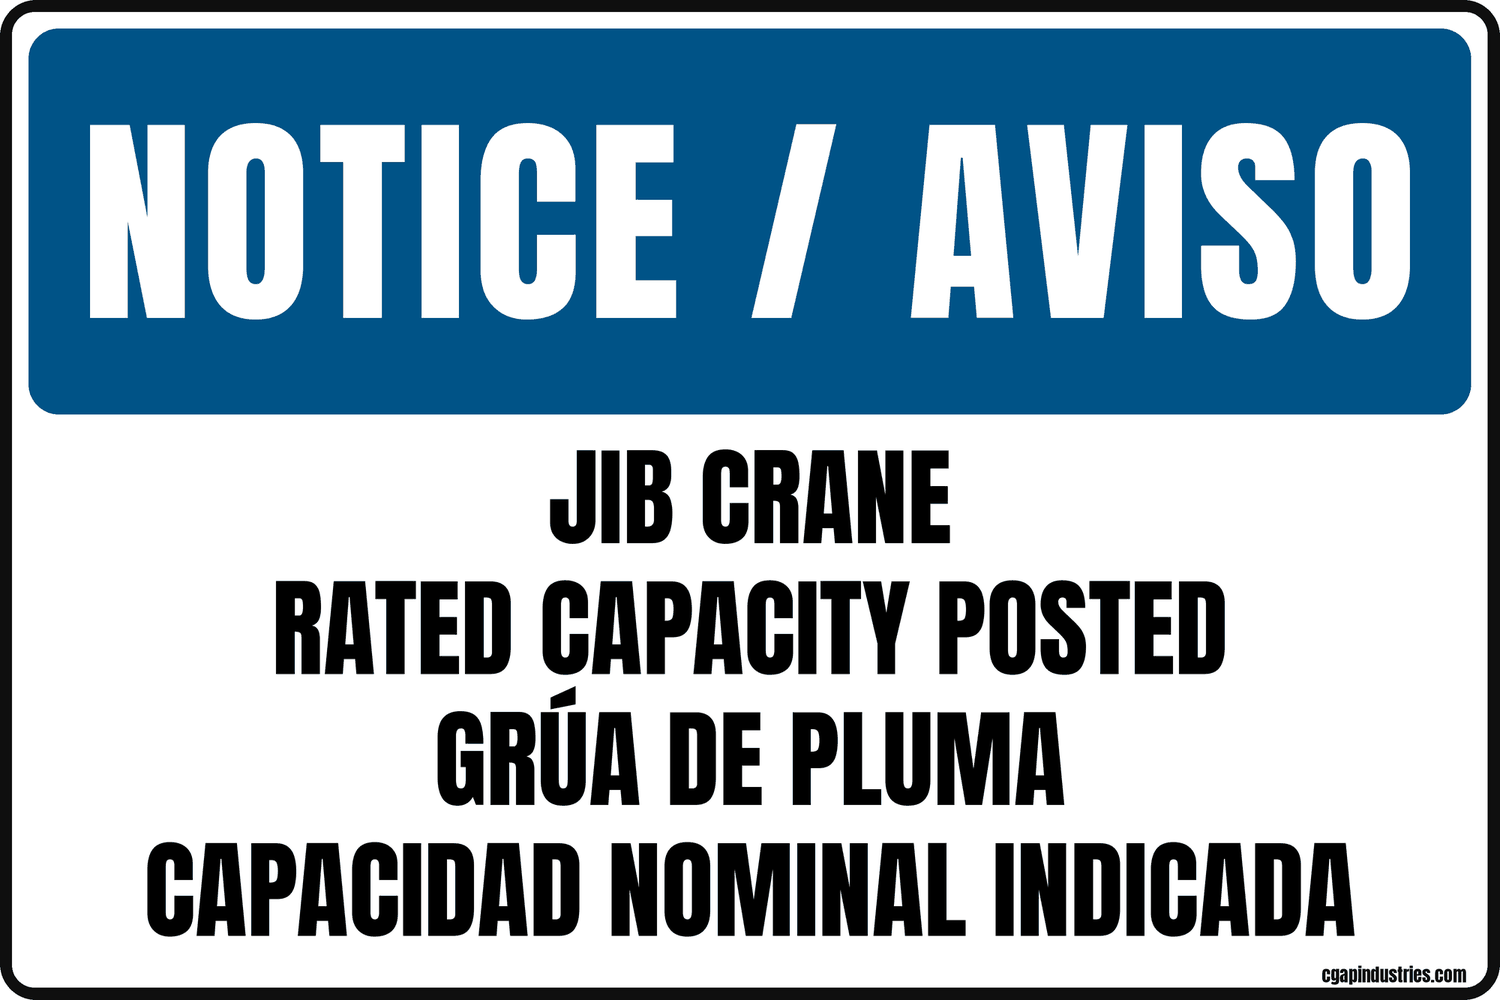 NOTICE / AVISO
JIB CRANE
RATED CAPACITY POSTED
GRÚA DE PLUMA
CAPACIDAD NOMINAL INDICADA
cgapindustries.com